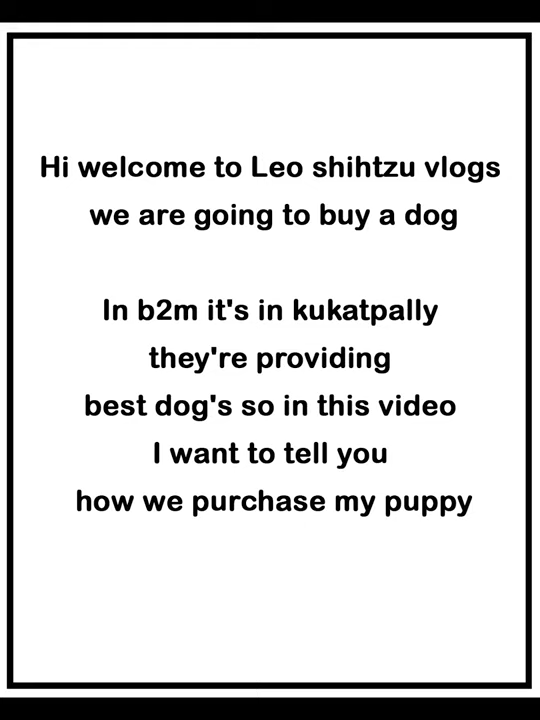 Hi welcome to Leo shihtzu vlogs
we are going to buy a dog
In b2m it's in kukatpally
they're providing
best dog's so in this video
I want to tell you
how we purchase my puppy